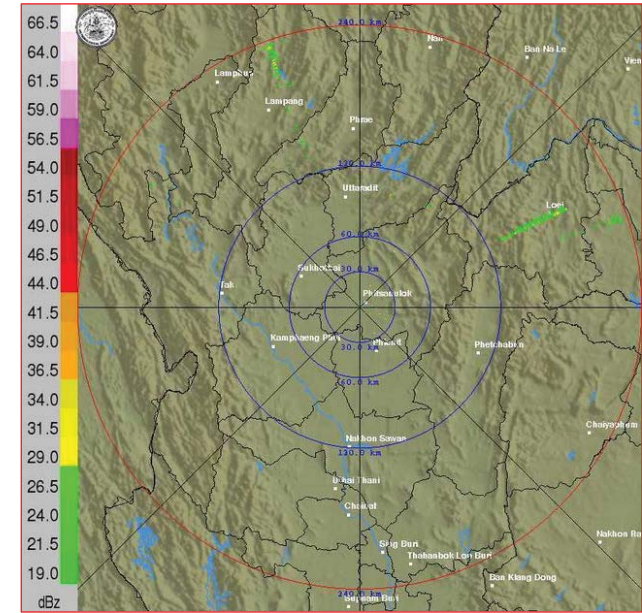 66.5
64.0
61.5
59.0
56.5
54.0
51.5
49.0
46.5
44.0
41.5
39.0
36.5
34.0
31.5
29.0
26.5
24.0
21.5
19.0
dBz
240.0 km
Nan
Ban Na Le
Vien
Lamphun
Lampang
Phrae
120.0 km
Uttaradit
Loei
60.0 km
Sukhothai
30.0 km
Tak
Phitsanulok
Kamphaeng Phet
30.0 km
Phichit
Phetchabun
60.0 km
Chaiyaphum
Nakhon Sawan
120.0 km
Uthai Thani
Chainat
Sing Buri
Nakhon Ra
Thahanbok Lop Buri
Ban Klang Dong
240.0 km
Suphan Buri